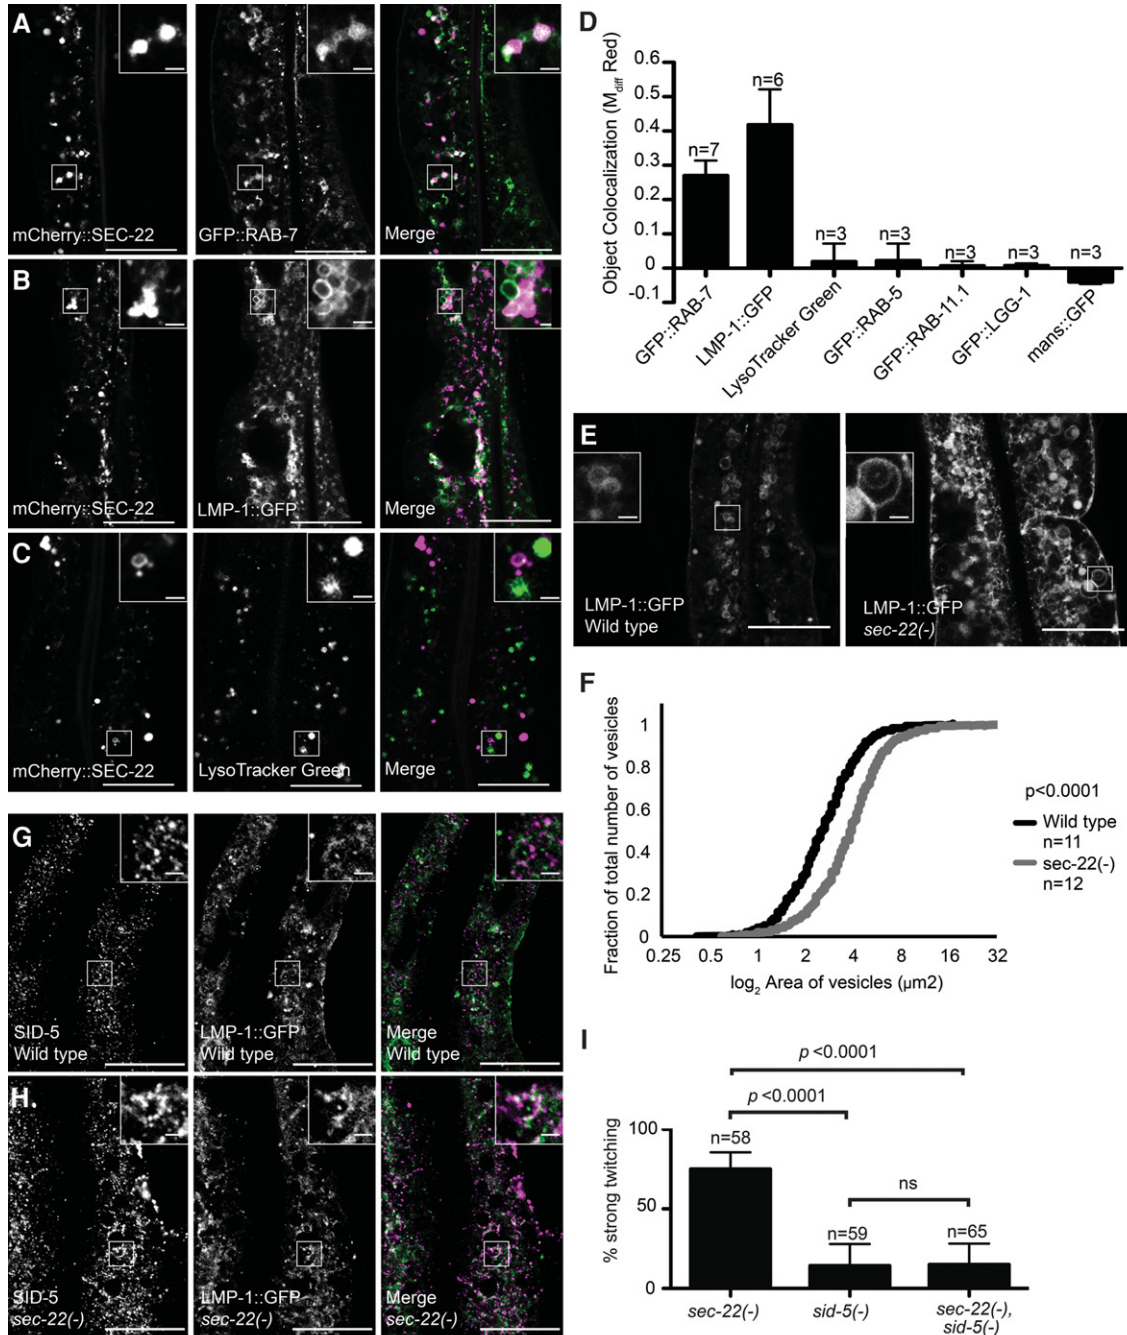 A
mCherry::SEC-22
GFP::RAB-7
Merge
B
mCherry::SEC-22
LMP-1::GFP
Merge
C
mCherry::SEC-22
LysoTracker Green
Merge
D
Object Colocalization (Mdiff Red)
0.6
0.5
0.4
0.3
0.2
0.1
0
-0.1
n=7
n=6
n=3
n=3
n=3
n=3
n=3
GFP::RAB-7
LMP-1::GFP
LysoTracker Green
GFP::RAB-5
GFP::RAB-11.1
GFP::LGG-1
mans::GFP
E
LMP-1::GFP
Wild type
LMP-1::GFP
sec-22(-)
F
Fraction of total number of vesicles
1
0.8
0.6
0.4
0.2
0
0.25 0.5 1 2 4 8 16 32
log2 Area of vesicles (µm2)
p<0.0001
Wild type
n=11
sec-22(-)
n=12
G
SID-5
Wild type
LMP-1::GFP
Wild type
Merge
Wild type
H.
SID-5
sec-22(-)
LMP-1::GFP
sec-22(-)
Merge
sec-22(-)
I
p <0.0001
p <0.0001
ns
% strong twitching
100
50
0
n=58
n=59
n=65
sec-22(-)
sid-5(-)
sec-22(-),
sid-5(-)